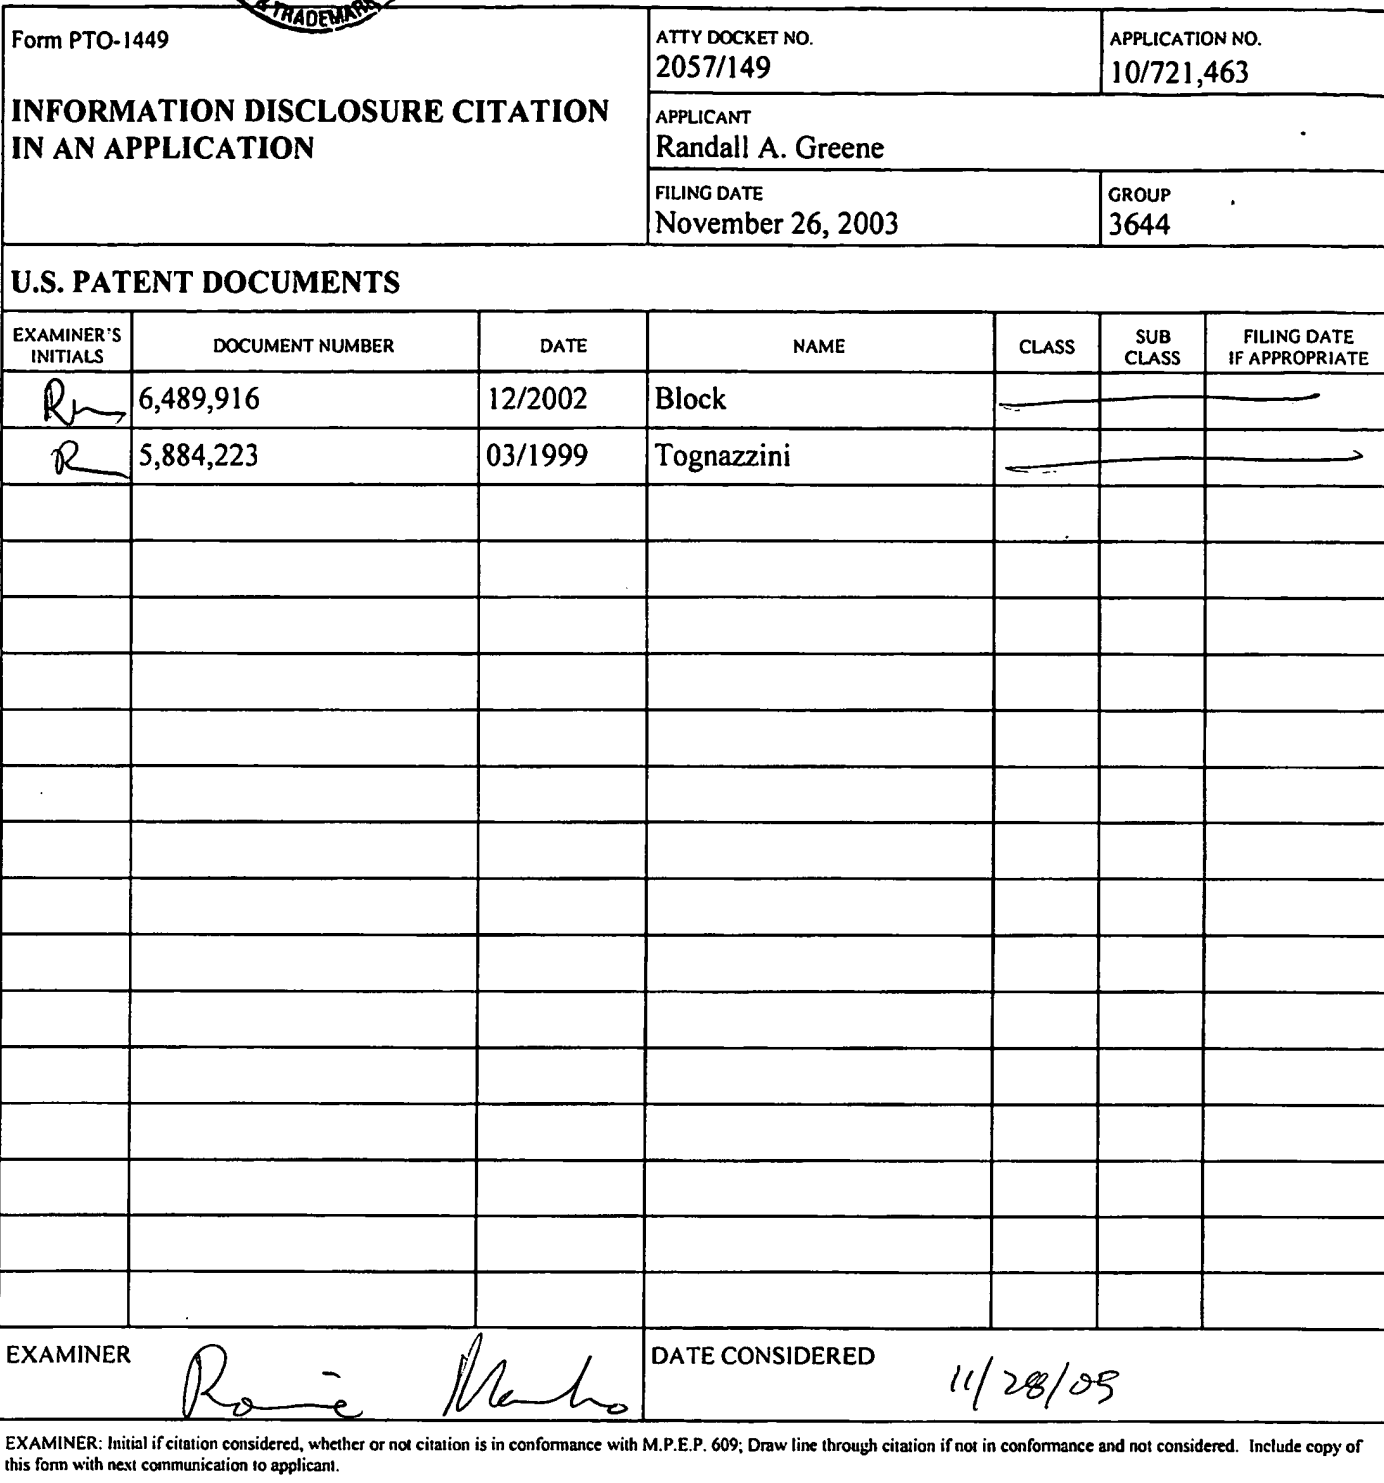 & TRADEMARK
Form PTO-1449
INFORMATION DISCLOSURE CITATION
IN AN APPLICATION
ATTY DOCKET NO.
2057/149
APPLICATION NO.
10/721,463
APPLICANT
Randall A. Greene
FILING DATE
November 26, 2003
GROUP
3644
U.S. PATENT DOCUMENTS
EXAMINER'S
INITIALS
DOCUMENT NUMBER
DATE
NAME
CLASS
SUB
CLASS
FILING DATE
IF APPROPRIATE
6,489,916 12/2002 Block
5,884,223 03/1999 Tognazzini
EXAMINER
DATE CONSIDERED 11/28/05
EXAMINER: Initial if citation considered, whether or not citation is in conformance with M.P.E.P. 609; Draw line through citation if not in conformance and not considered. Include copy of
this form with next communication to applicant.